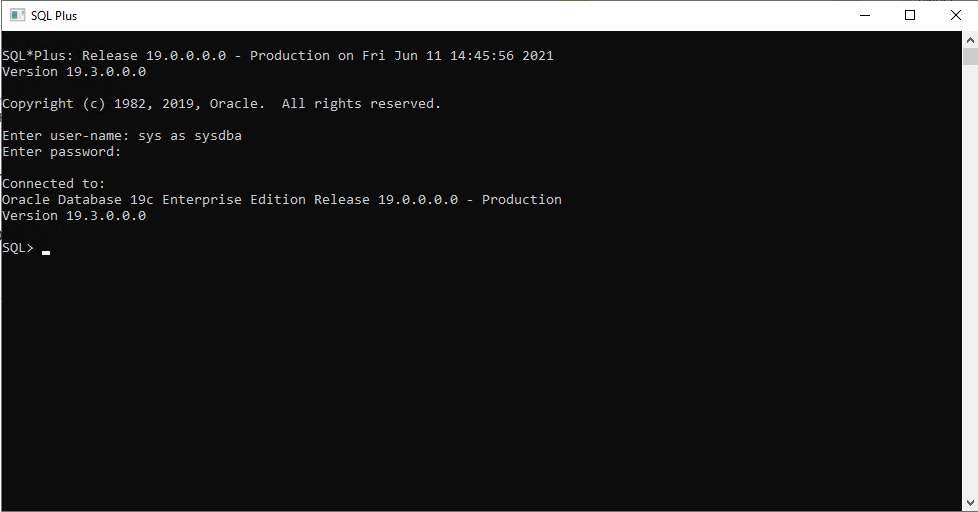 SQL Plus
SQL*Plus: Release 19.0.0.0.0 - Production on Fri Jun 11 14:45:56 2021
Version 19.3.0.0.0
Copyright (c) 1982, 2019, Oracle.  All rights reserved.
Enter user-name: sys as sysdba
Enter password:
Connected to:
Oracle Database 19c Enterprise Edition Release 19.0.0.0.0 - Production
Version 19.3.0.0.0
SQL>